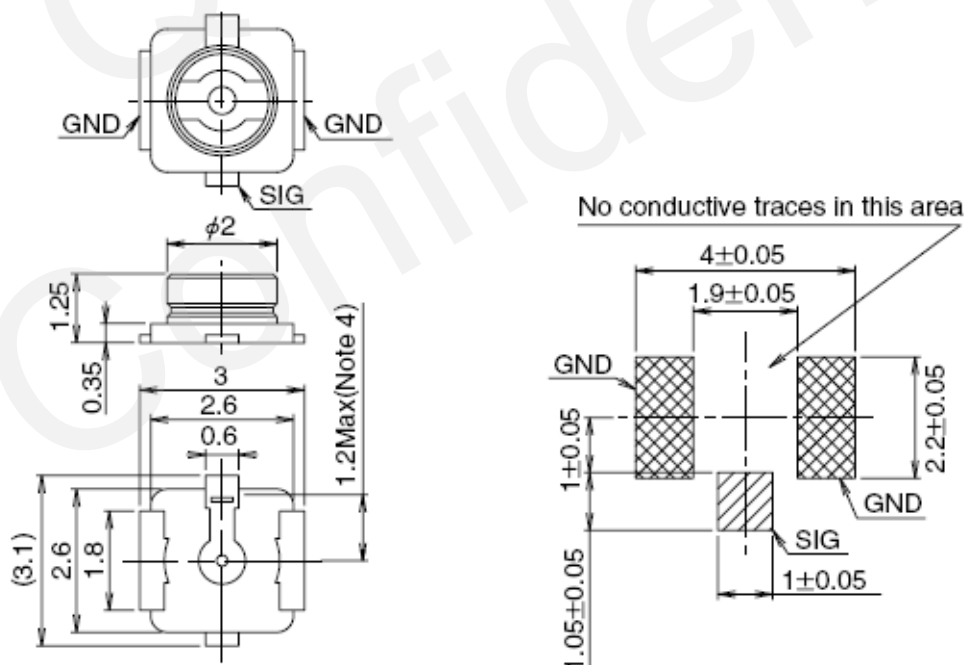 GND
GND
SIG
φ2
1.25
0.35
3
2.6
0.6
1.2Max(Note 4)
(3.1)
2.6
1.8
No conductive traces in this area
4±0.05
1.9±0.05
GND
1±0.05
2.2±0.05
GND
SIG
1±0.05
1.05±0.05